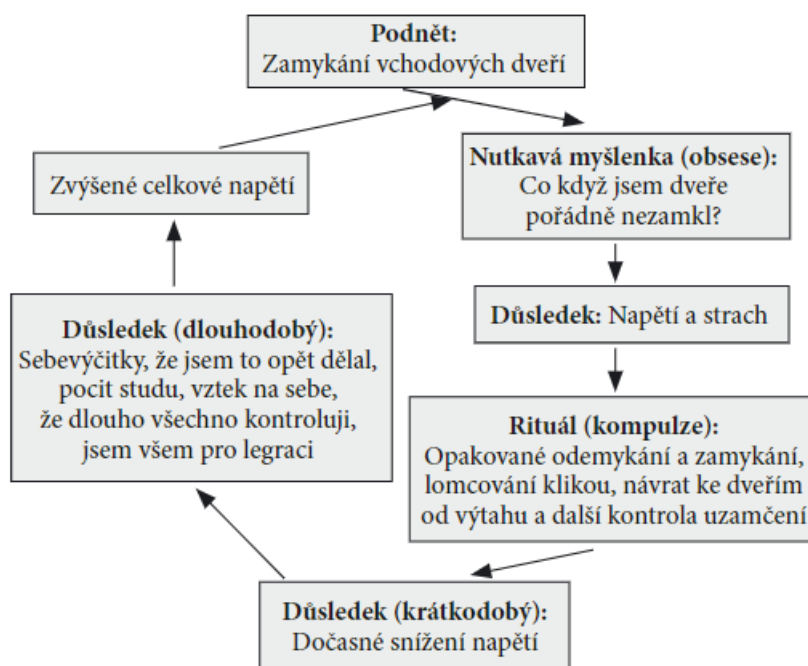 Podnět:
Zamykání vchodových dveří
Nutkavá myšlenka (obsese):
Co když jsem dveře
pořádně nezamkl?
Důsledek: Napětí a strach
Rituál (kompulze):
Opakované odemykání a zamykání,
lomcování klikou, návrat ke dveřím
od výtahu a další kontrola uzamčení
Důsledek (krátkodobý):
Dočasné snížení napětí
Důsledek (dlouhodobý):
Sebevýčitky, že jsem to opět dělal,
pocit studu, vztek na sebe,
že dlouho všechno kontroluji,
jsem všem pro legraci
Zvýšené celkové napětí